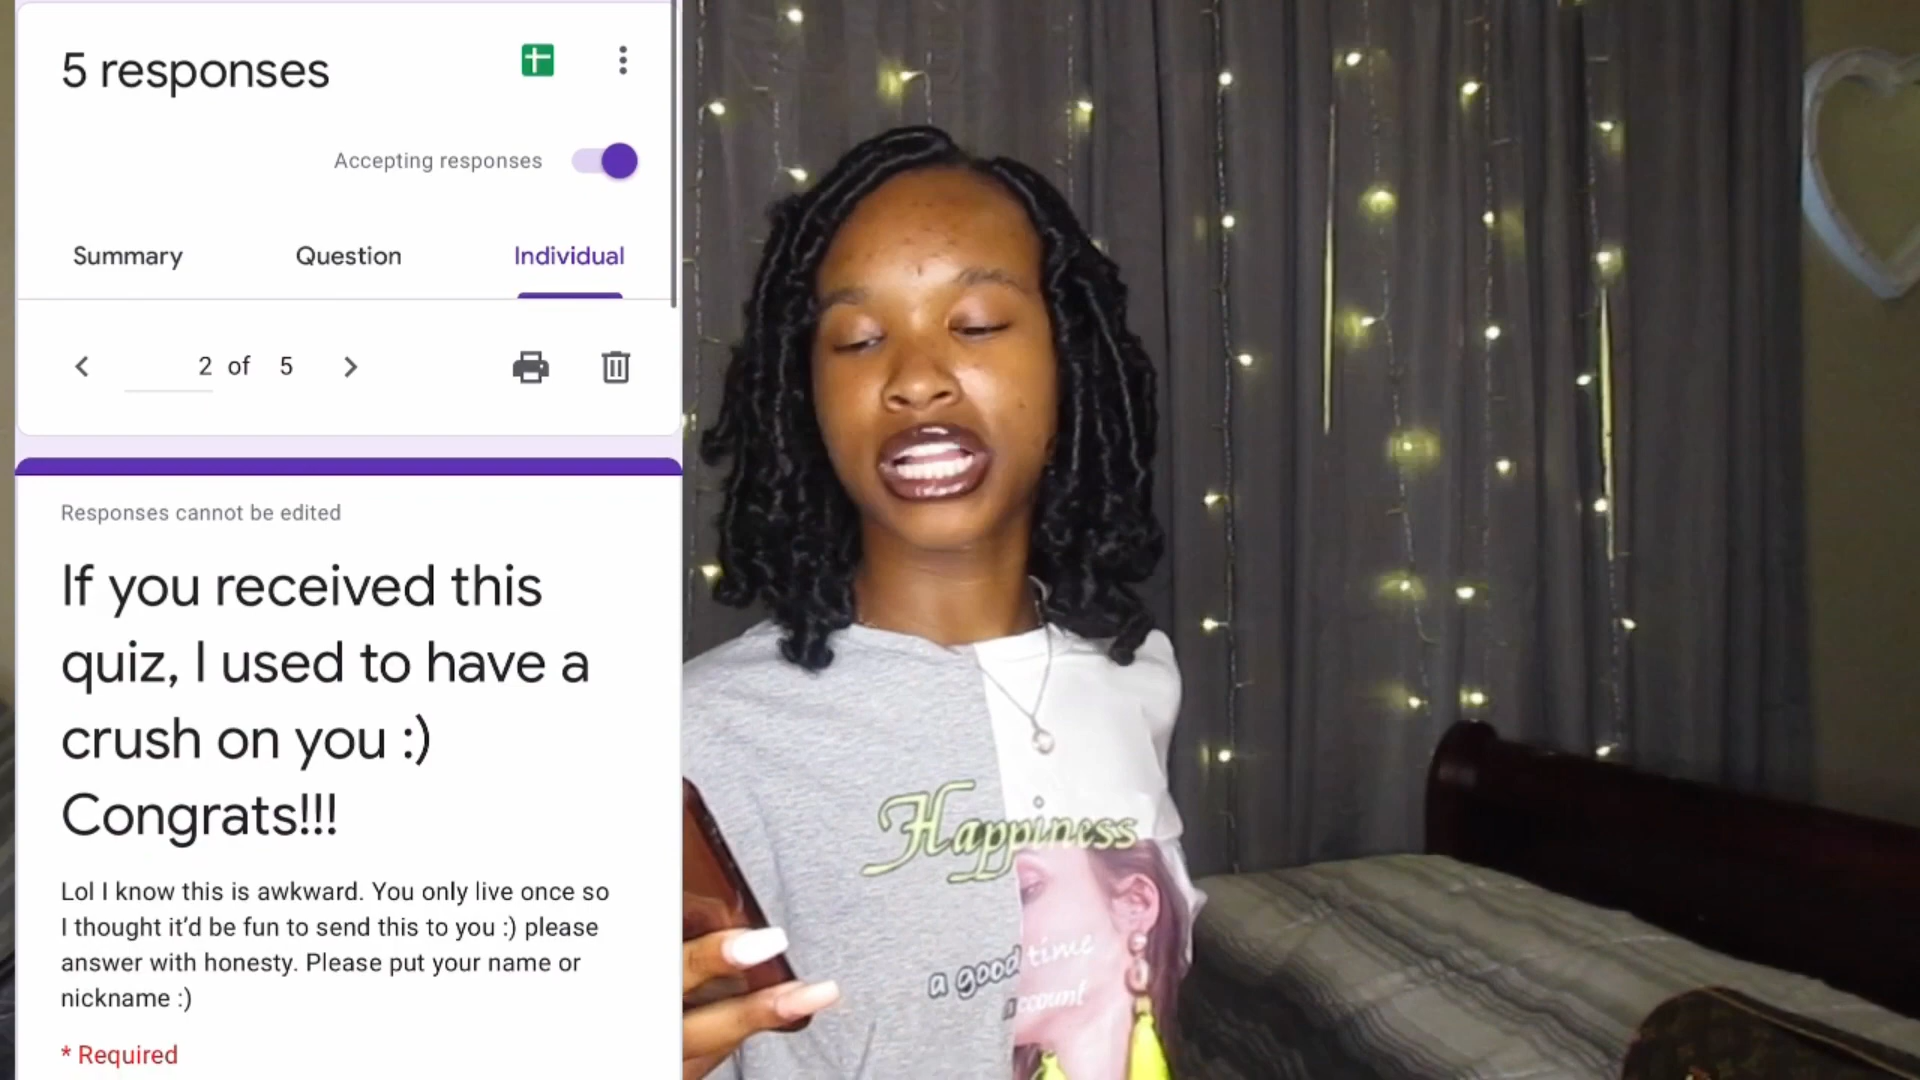 5 responses
Accepting responses
Summary Question Individual
2 of 5
Responses cannot be edited
If you received this
quiz, I used to have a
crush on you :)
Congrats!!!
Lol I know this is awkward. You only live once so
I thought it'd be fun to send this to you :) please
answer with honesty. Please put your name or
nickname :)
* Required
Happiness
a good time
account